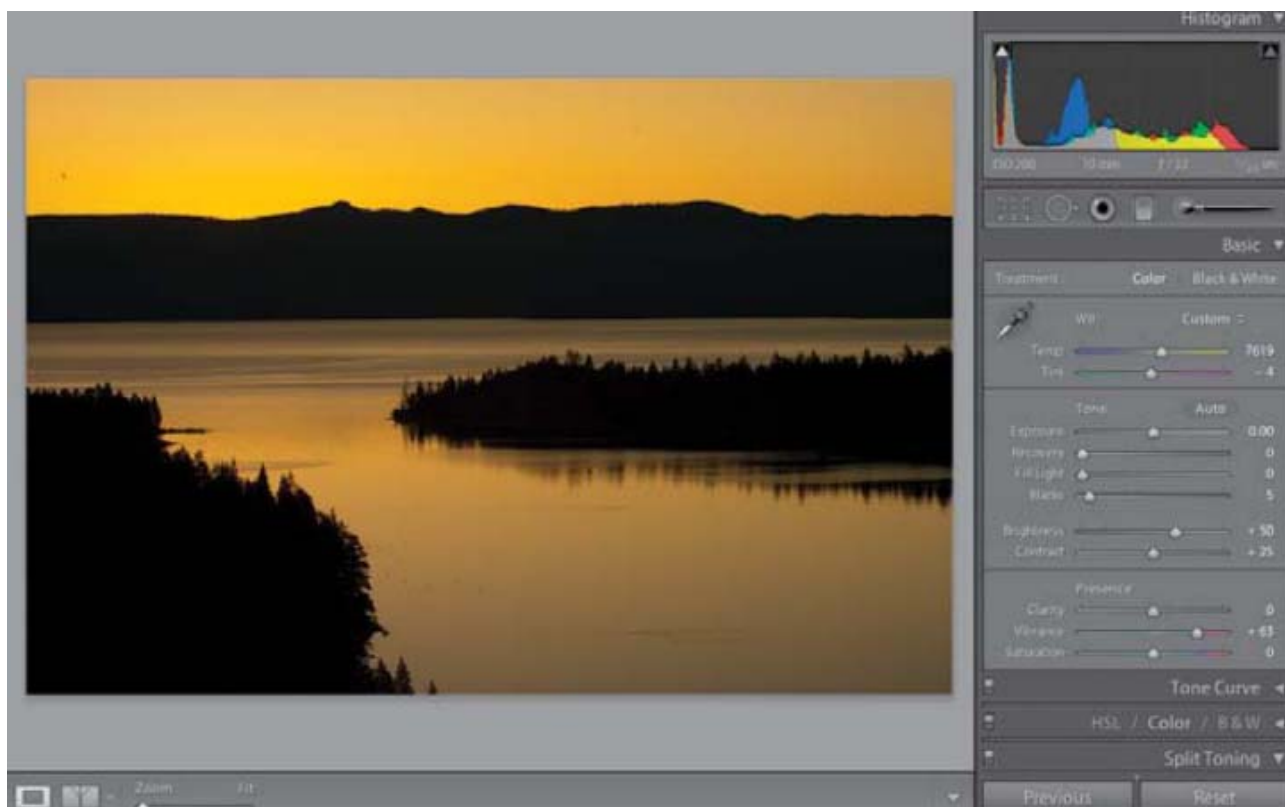 Histogram
ISO 200 10 mm
Basic
Treatment: Color Black & White
WB: Custom
Temp 7619
Tint - 4
Tone Auto
Exposure 0.00
Recovery 0
Fill Light 0
Blacks 5
Brightness + 50
Contrast + 25
Presence
Clarity 0
Vibrance + 63
Saturation 0
Tone Curve
HSL / Color / B & W
Split Toning
Zoom Fit
Previous Reset